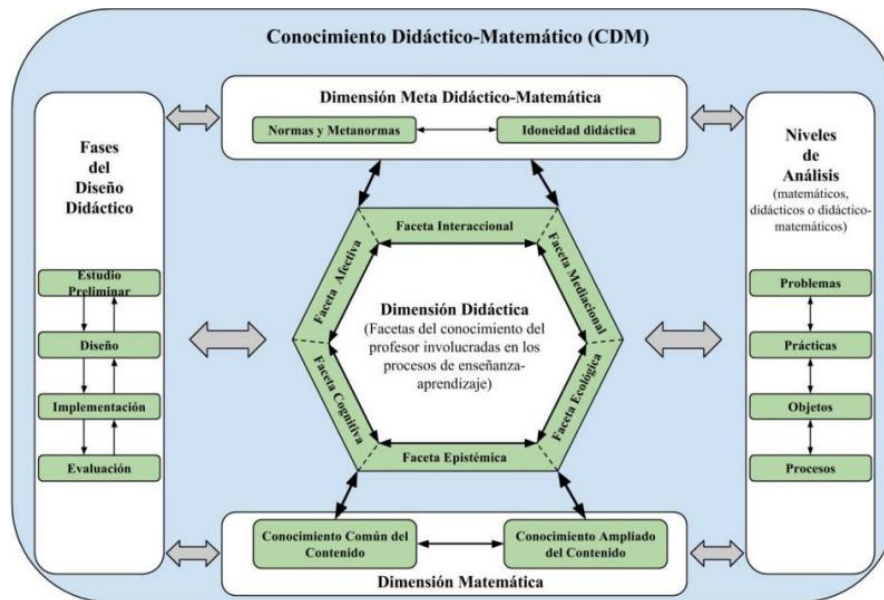 Conocimiento Didáctico-Matemático (CDM)
Fases
del
Diseño
Didáctico
Estudio
Preliminar
Diseño
Implementación
Evaluación
Dimensión Meta Didáctico-Matemática
Normas y Metanormas
Idoneidad didáctica
Faceta Interaccional
Faceta Afectiva
Faceta Mediacional
Dimensión Didáctica
(Facetas del conocimiento del
profesor involucradas en los
procesos de enseñanza-
aprendizaje)
Faceta Cognitiva
Faceta Ecológica
Faceta Epistémica
Conocimiento Común del
Contenido
Conocimiento Ampliado
del Contenido
Dimensión Matemática
Niveles
de
Análisis
(matemáticos,
didácticos o didáctico-
matemáticos)
Problemas
Prácticas
Objetos
Procesos